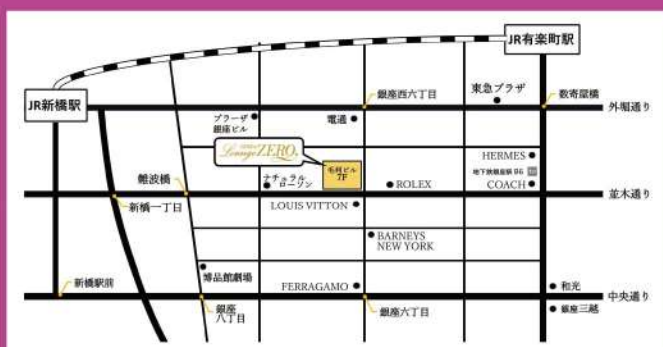 JR有楽町駅
JR新橋駅
銀座西六丁目
東急プラザ
数寄屋橋
外堀通り
ブラーザ
銀座ビル
電通
Lounge ZERO
毛利ビル
7F
HERMES
地下鉄銀座駅 B6
COACH
難波橋
ナチュラル
ローソン
ROLEX
並木通り
新橋一丁目
LOUIS VITTON
BARNEYS
NEW YORK
博品館劇場
新橋駅前
FERRAGAMO
和光
中央通り
銀座
八丁目
銀座六丁目
銀座三越